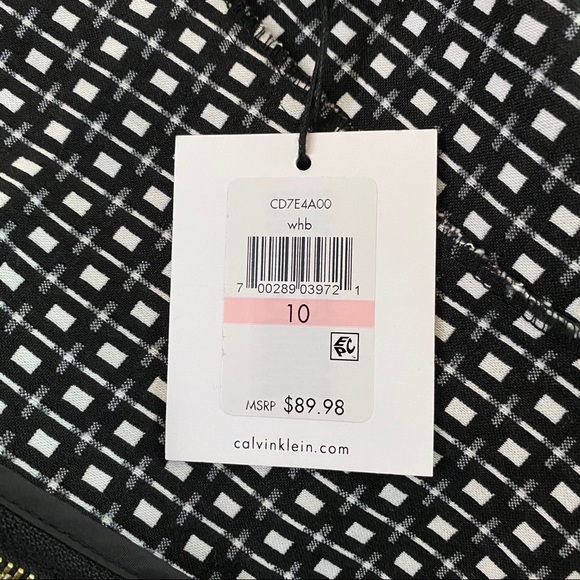 CD7E4A00
whb
7 00289 03972 1
10
MSRP $89.98
calvinklein.com